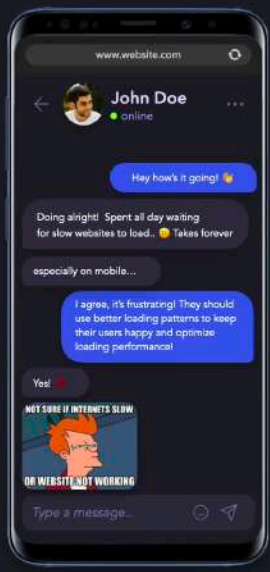 www.website.com
John Doe
online
Hey how's it going!
Doing alright! Spent all day waiting
for slow websites to load.. Takes forever
especially on mobile...
I agree, it's frustrating! They should
use better loading patterns to keep
their users happy and optimize
loading performance!
Yes!
NOT SURE IF INTERNETS SLOW
OR WEBSITE NOT WORKING
Type a message...